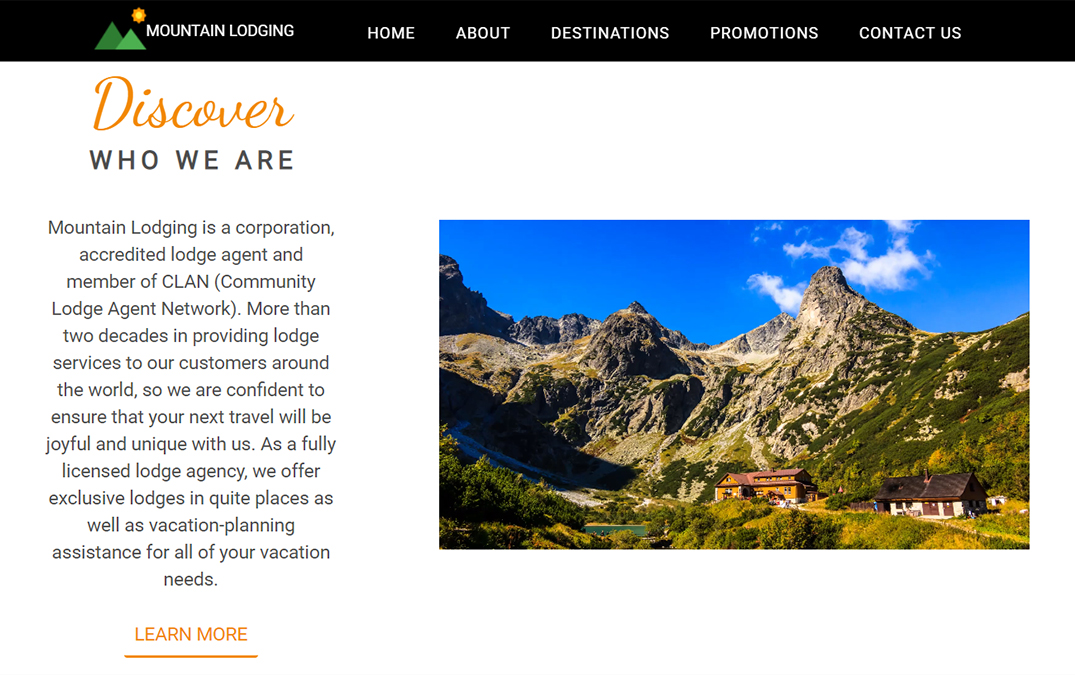 MOUNTAIN LODGING
HOME ABOUT DESTINATIONS PROMOTIONS CONTACT US
Discover
WHO WE ARE
Mountain Lodging is a corporation,
accredited lodge agent and
member of CLAN (Community
Lodge Agent Network). More than
two decades in providing lodge
services to our customers around
the world, so we are confident to
ensure that your next travel will be
joyful and unique with us. As a fully
licensed lodge agency, we offer
exclusive lodges in quite places as
well as vacation-planning
assistance for all of your vacation
needs.
LEARN MORE